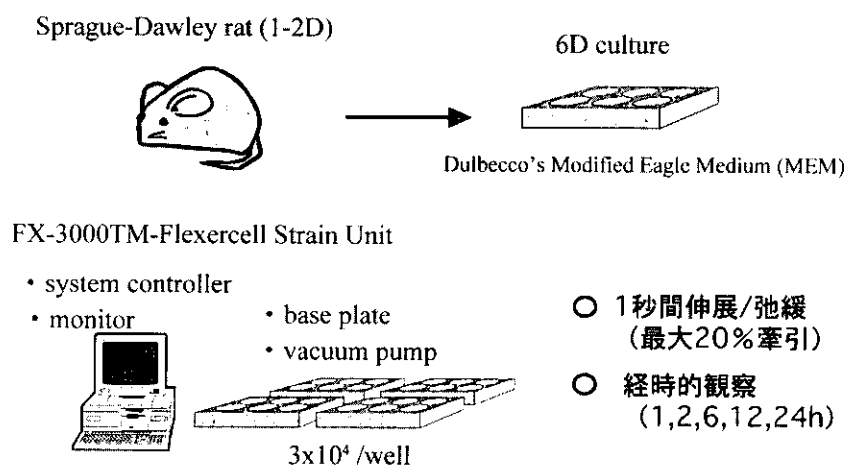 Sprague-Dawley rat (1-2D)
6D culture
Dulbecco's Modified Eagle Medium (MEM)
FX-3000TM-Flexercell Strain Unit
・system controller
・monitor
・base plate
・vacuum pump
3x10⁴ /well
○ 1秒間伸展/弛緩
（最大20％牽引）
○ 経時的観察
（1,2,6,12,24h）